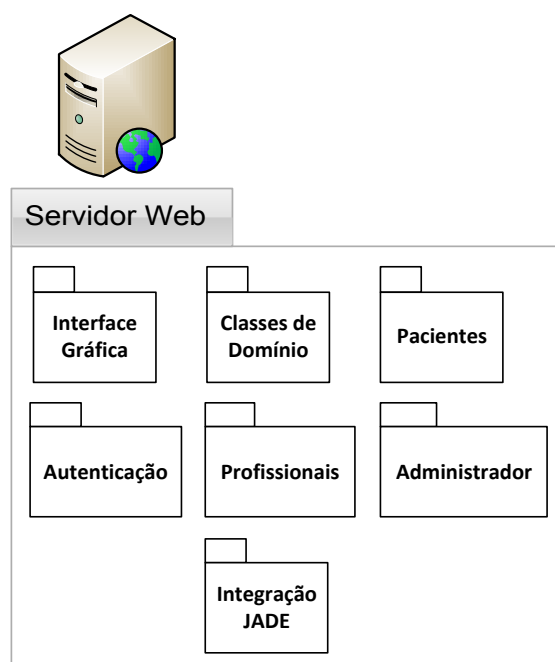 Servidor Web
Interface
Gráfica
Classes de
Domínio
Pacientes
Autenticação
Profissionais
Administrador
Integração
JADE